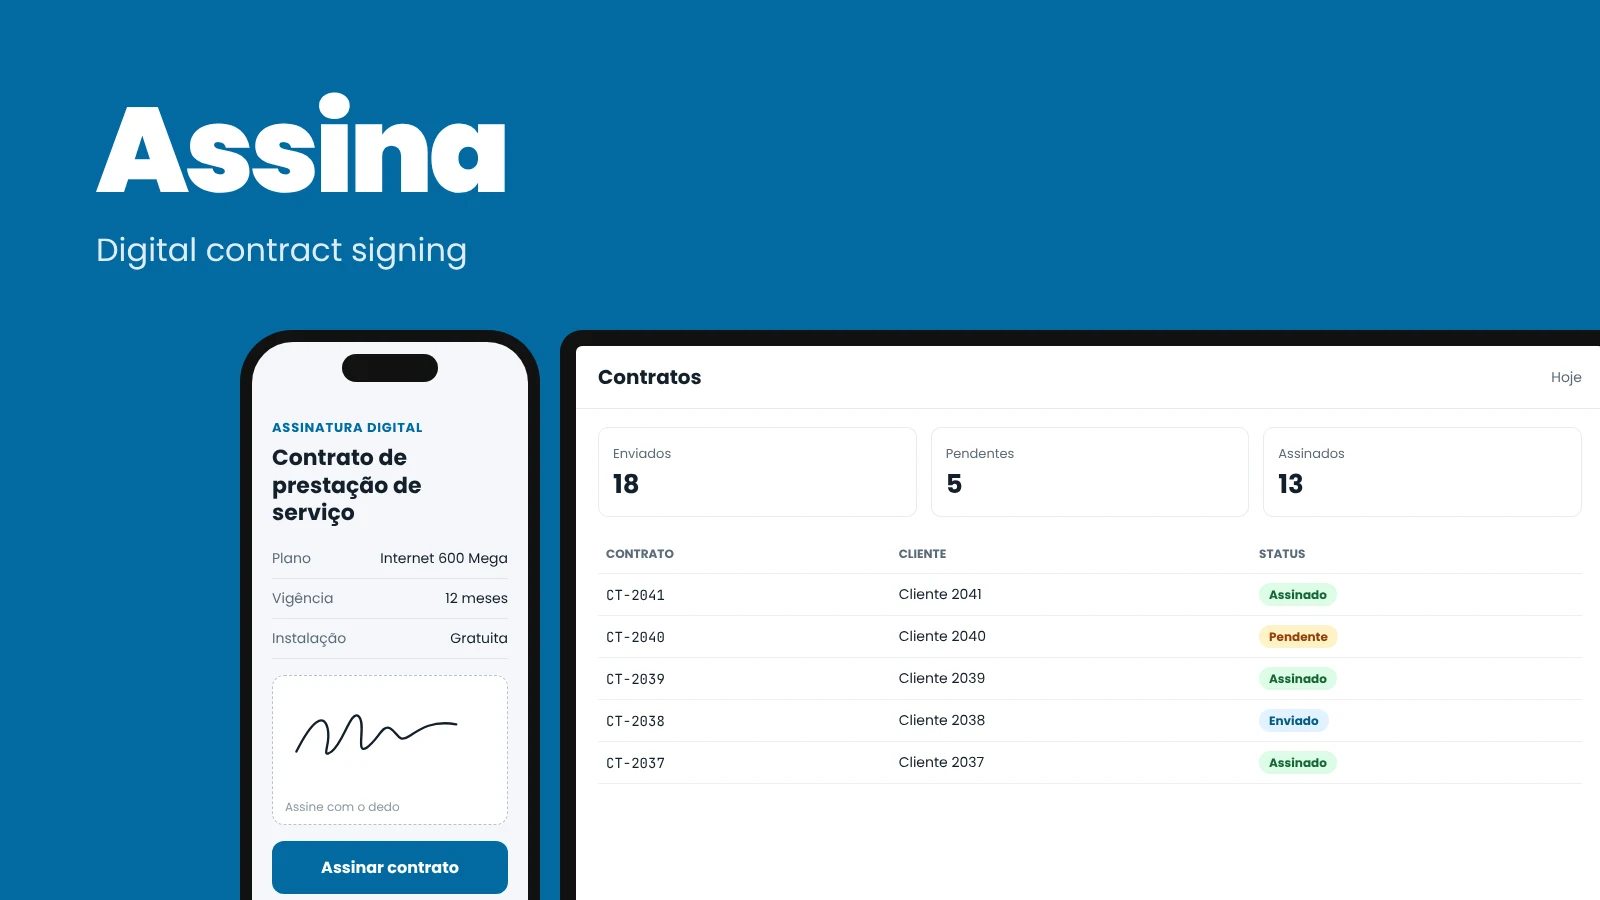 Assina
Digital contract signing
ASSINATURA DIGITAL
Contrato de
prestação de
serviço
Plano Internet 600 Mega
Vigência 12 meses
Instalação Gratuita
Assine com o dedo
Assinar contrato
Contratos Hoje
Enviados Pendentes Assinados
18 5 13
CONTRATO CLIENTE STATUS
CT-2041 Cliente 2041 Assinado
CT-2040 Cliente 2040 Pendente
CT-2039 Cliente 2039 Assinado
CT-2038 Cliente 2038 Enviado
CT-2037 Cliente 2037 Assinado